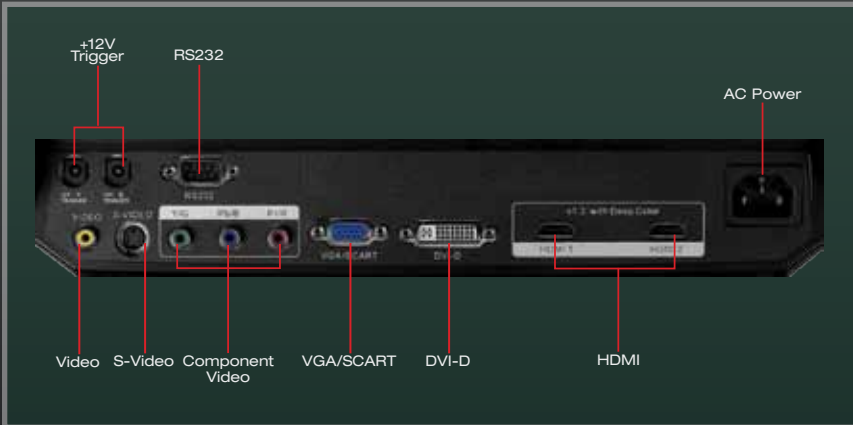 +12V
Trigger
RS232
AC Power
RS232
VIDEO
S-VIDEO
Y/G
Pb/B
Pr/R
v1.3 with Deep Color
VGA/SCART
DVI-D
HDMI 1
HDMI 2
Video
S-Video
Component
Video
VGA/SCART
DVI-D
HDMI